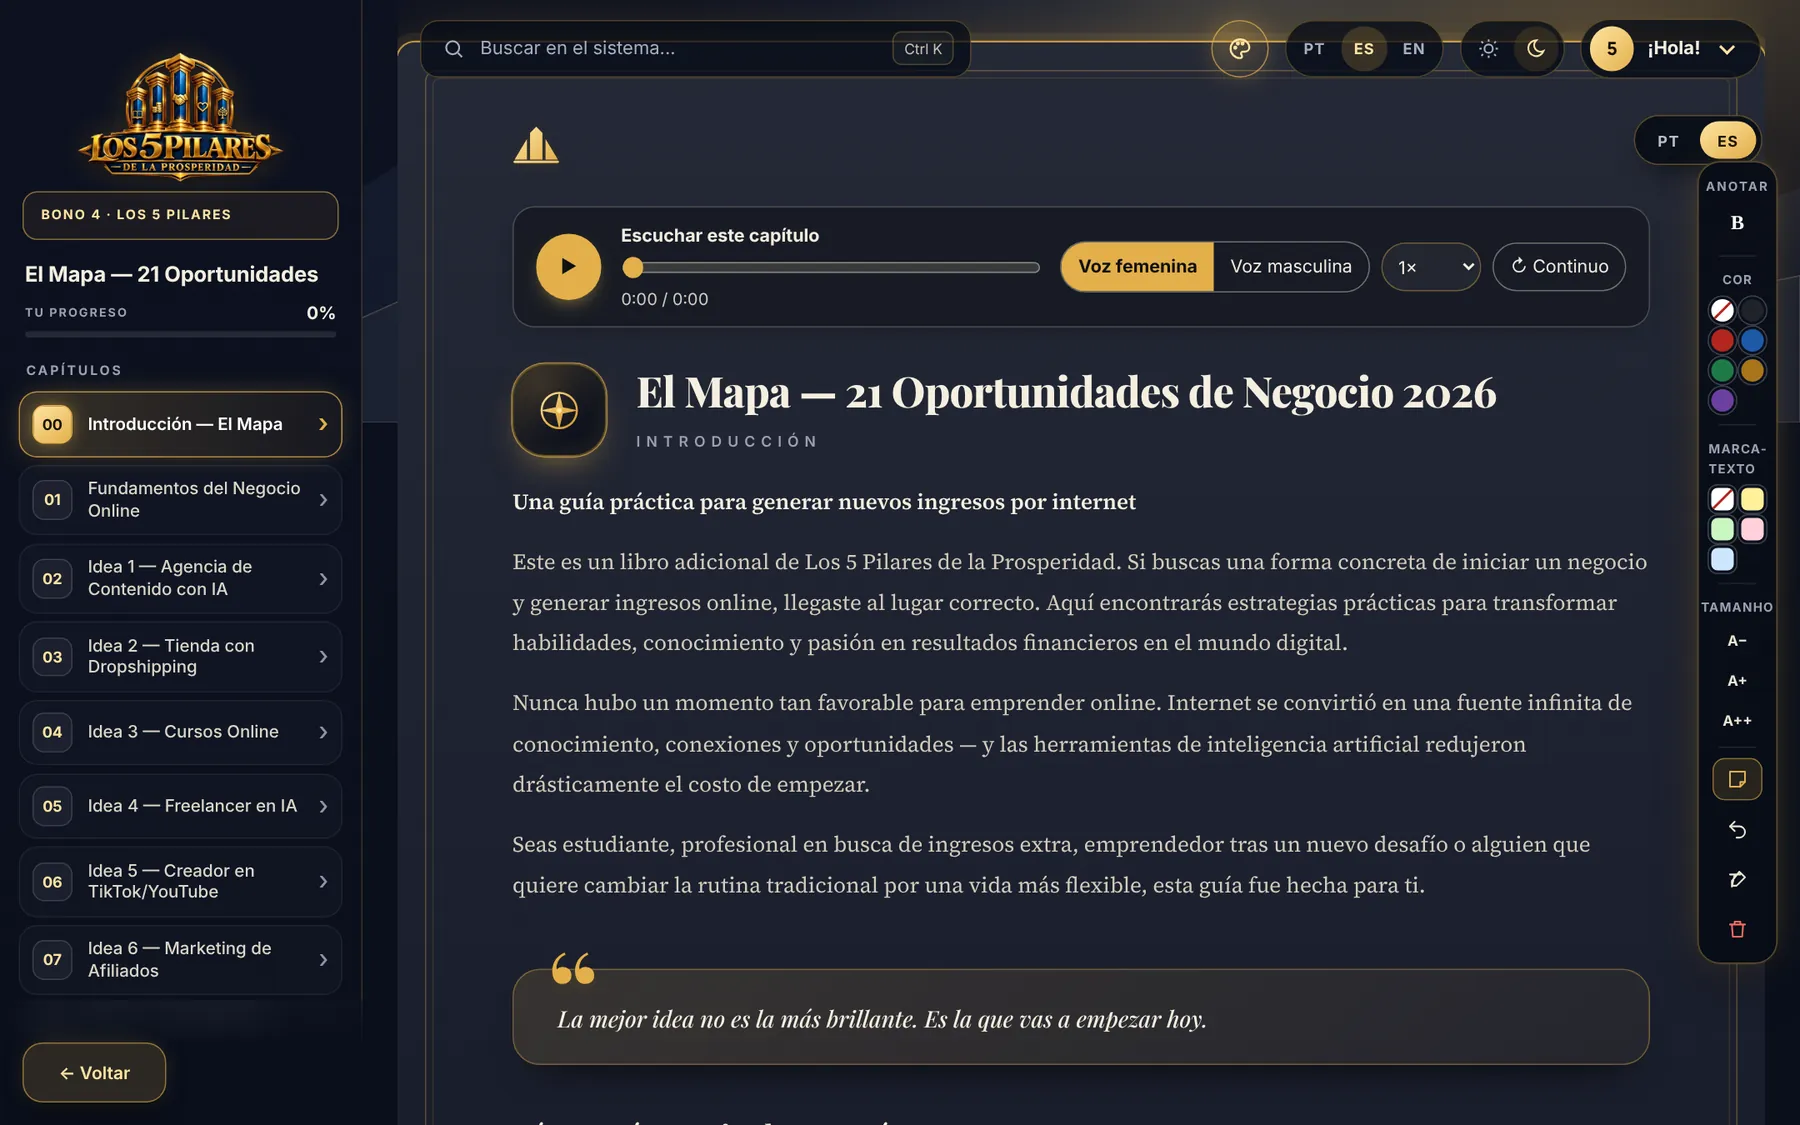 LOS 5 PILARES
DE LA PROSPERIDAD
BONO 4 · LOS 5 PILARES
El Mapa — 21 Oportunidades
TU PROGRESO 0%
CAPÍTULOS
00 Introducción — El Mapa
01 Fundamentos del Negocio
Online
02 Idea 1 — Agencia de
Contenido con IA
03 Idea 2 — Tienda con
Dropshipping
04 Idea 3 — Cursos Online
05 Idea 4 — Freelancer en IA
06 Idea 5 — Creador en
TikTok/YouTube
07 Idea 6 — Marketing de
Afiliados
← Voltar
Buscar en el sistema... Ctrl K
PT ES EN
5 ¡Hola!
PT ES
Escuchar este capítulo
0:00 / 0:00
Voz femenina Voz masculina 1× ↻ Continuo
El Mapa — 21 Oportunidades de Negocio 2026
INTRODUCCIÓN
Una guía práctica para generar nuevos ingresos por internet
Este es un libro adicional de Los 5 Pilares de la Prosperidad. Si buscas una forma concreta de iniciar un negocio
y generar ingresos online, llegaste al lugar correcto. Aquí encontrarás estrategias prácticas para transformar
habilidades, conocimiento y pasión en resultados financieros en el mundo digital.
Nunca hubo un momento tan favorable para emprender online. Internet se convirtió en una fuente infinita de
conocimiento, conexiones y oportunidades — y las herramientas de inteligencia artificial redujeron
drásticamente el costo de empezar.
Seas estudiante, profesional en busca de ingresos extra, emprendedor tras un nuevo desafío o alguien que
quiere cambiar la rutina tradicional por una vida más flexible, esta guía fue hecha para ti.
“
La mejor idea no es la más brillante. Es la que vas a empezar hoy.
ANOTAR
B
COR
MARCA-
TEXTO
TAMANHO
A−
A+
A++